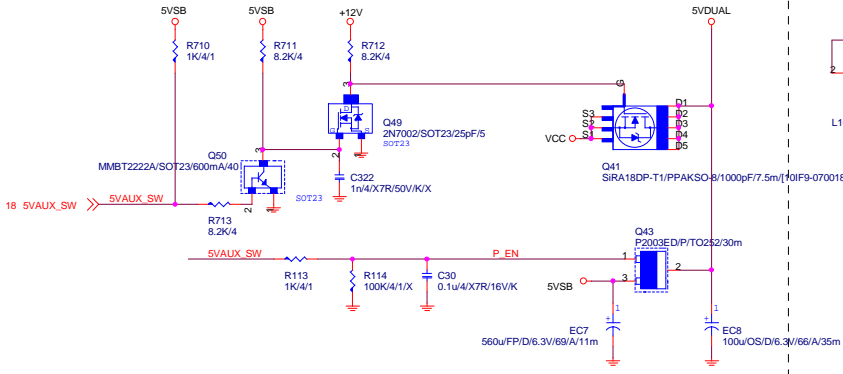 5VSB
5VSB
+12V
5VDUAL
R710
1K/4/1
R711
8.2K/4
R712
8.2K/4
3
G
D
G
S
Q49
2N7002/SOT23/25pF/5
SOT23
2
1
S3
S2
S1
VCC
D1
D2
D3
D4
D5
2
L1
Q50
MMBT2222A/SOT23/600mA/40
3
SOT23
2
1
C322
1n/4/X7R/50V/K/X
Q41
SiRA18DP-T1/PPAKSO-8/1000pF/7.5m/[10IF9-070018
18 5VAUX_SW
5VAUX_SW
R713
8.2K/4
Q43
P2003ED/P/TO252/30m
5VAUX_SW
P_EN
1
2
3
R113
1K/4/1
R114
100K/4/1/X
C30
0.1u/4/X7R/16V/K
5VSB
1
EC7
560u/FP/D/6.3V/69/A/11m
1
EC8
100u/OS/D/6.3V/66/A/35m